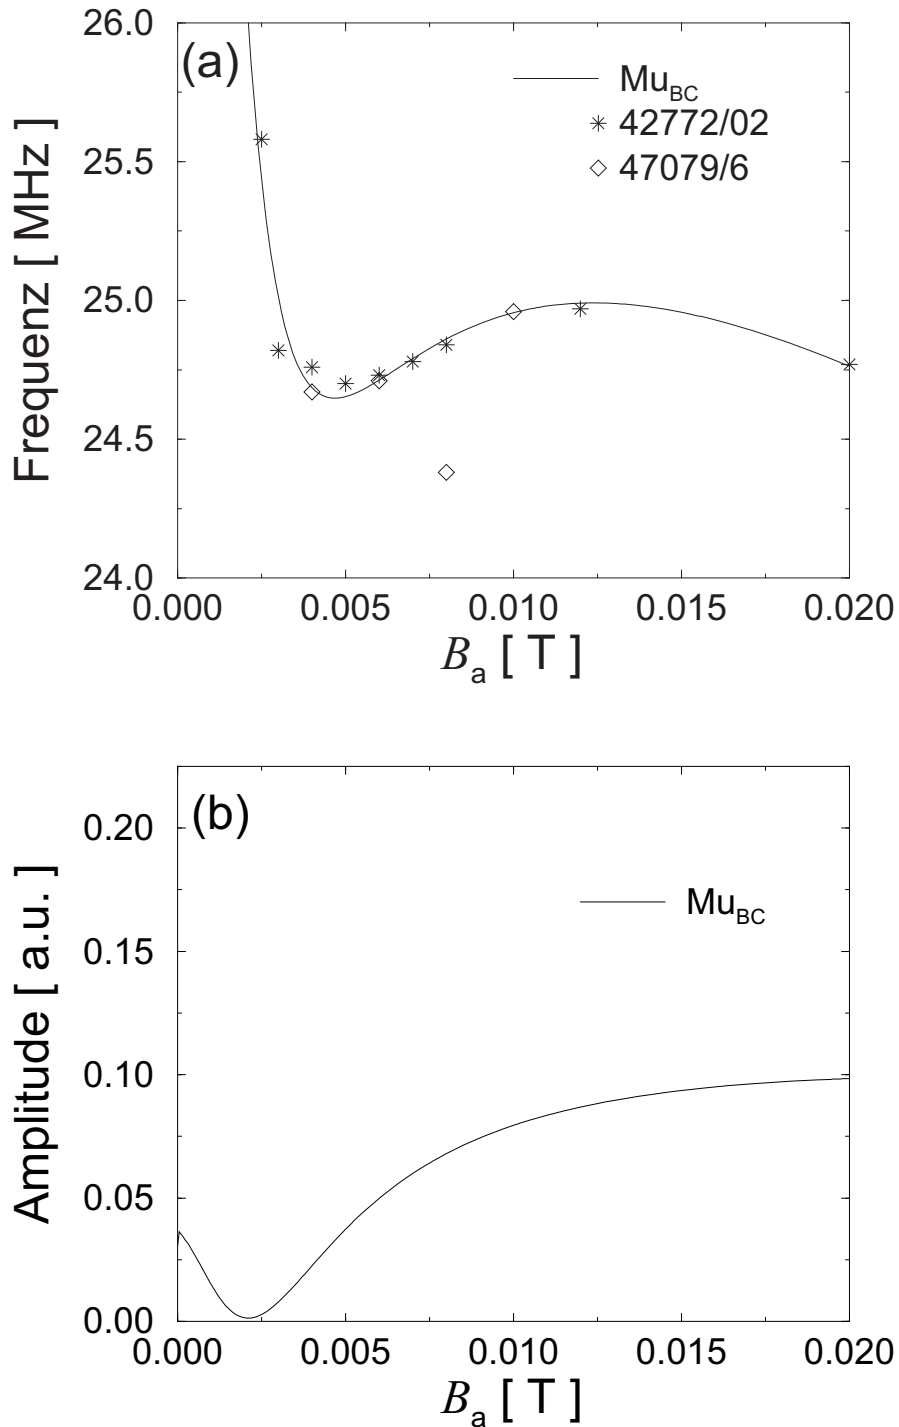 (a)
Mu_BC
42772/02
47079/6
Frequenz [ MHz ]
26.0
25.5
25.0
24.5
24.0
0.000 0.005 0.010 0.015 0.020
B_a [ T ]
(b)
Mu_BC
Amplitude [ a.u. ]
0.20
0.15
0.10
0.05
0.00
0.000 0.005 0.010 0.015 0.020
B_a [ T ]